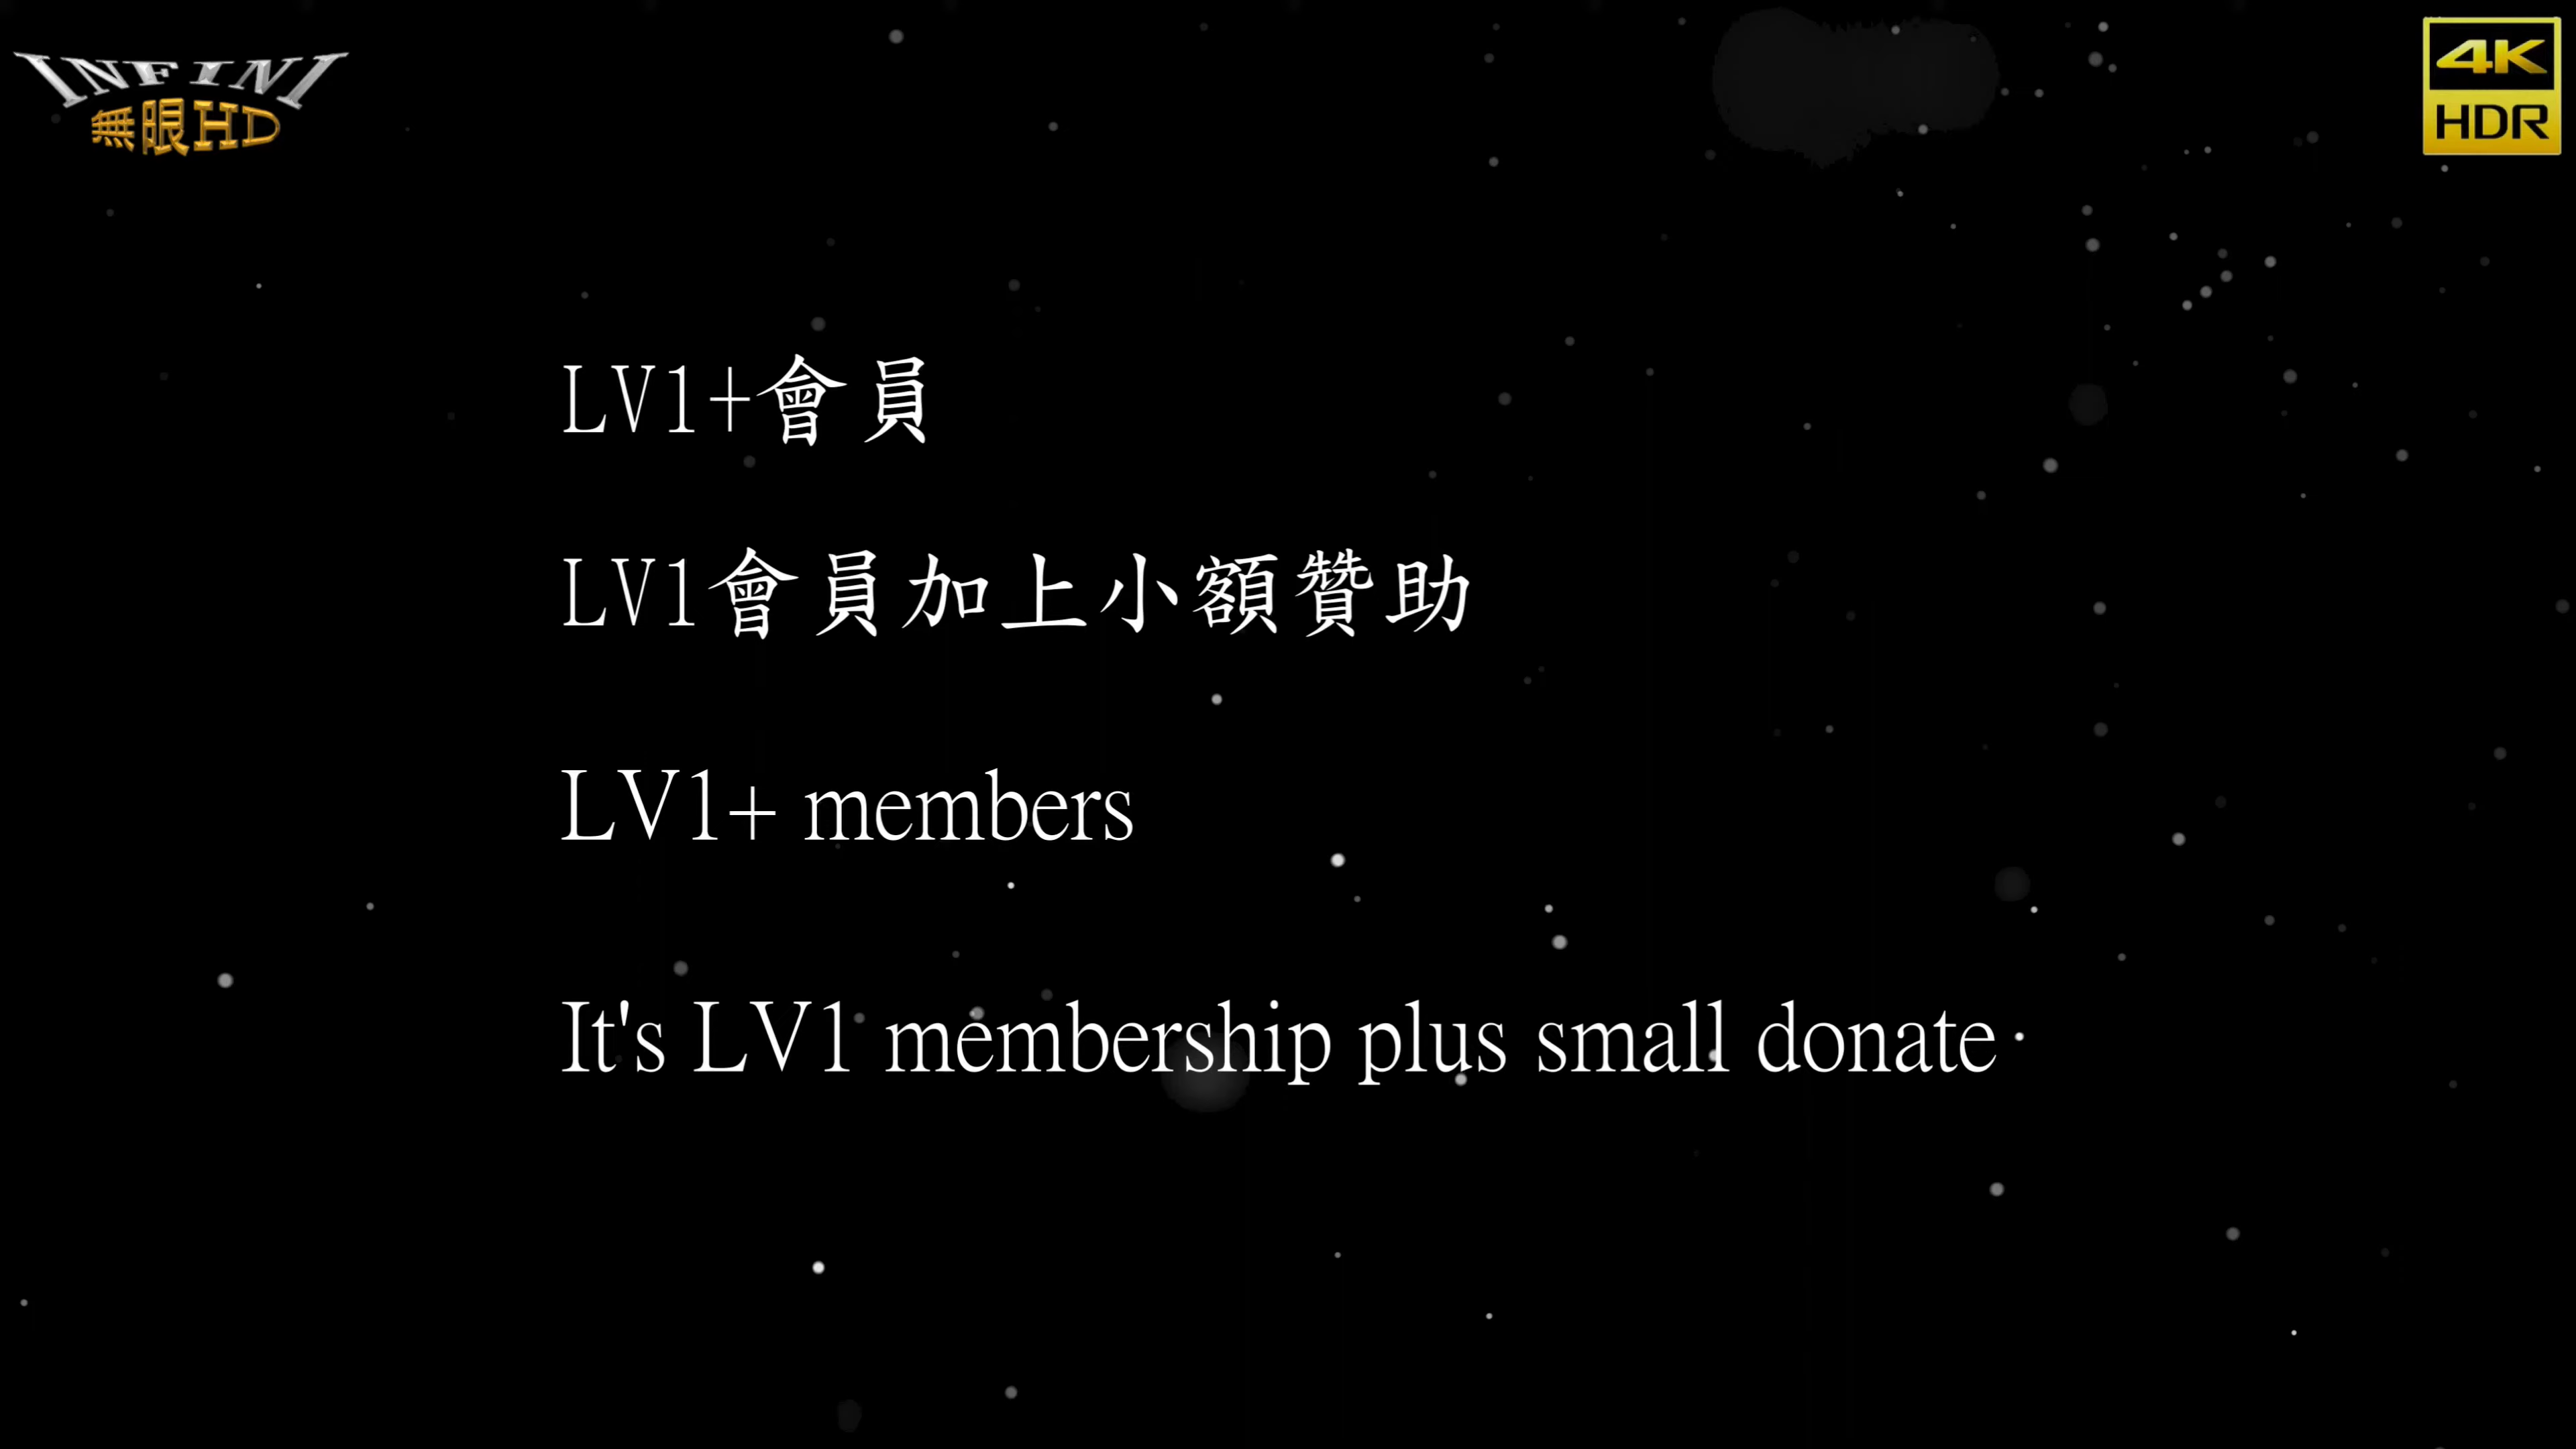 INFINI
無限HD
4K
HDR
LV1+會員
LV1會員加上小額贊助
LV1+ members
It's LV1 membership plus small donate